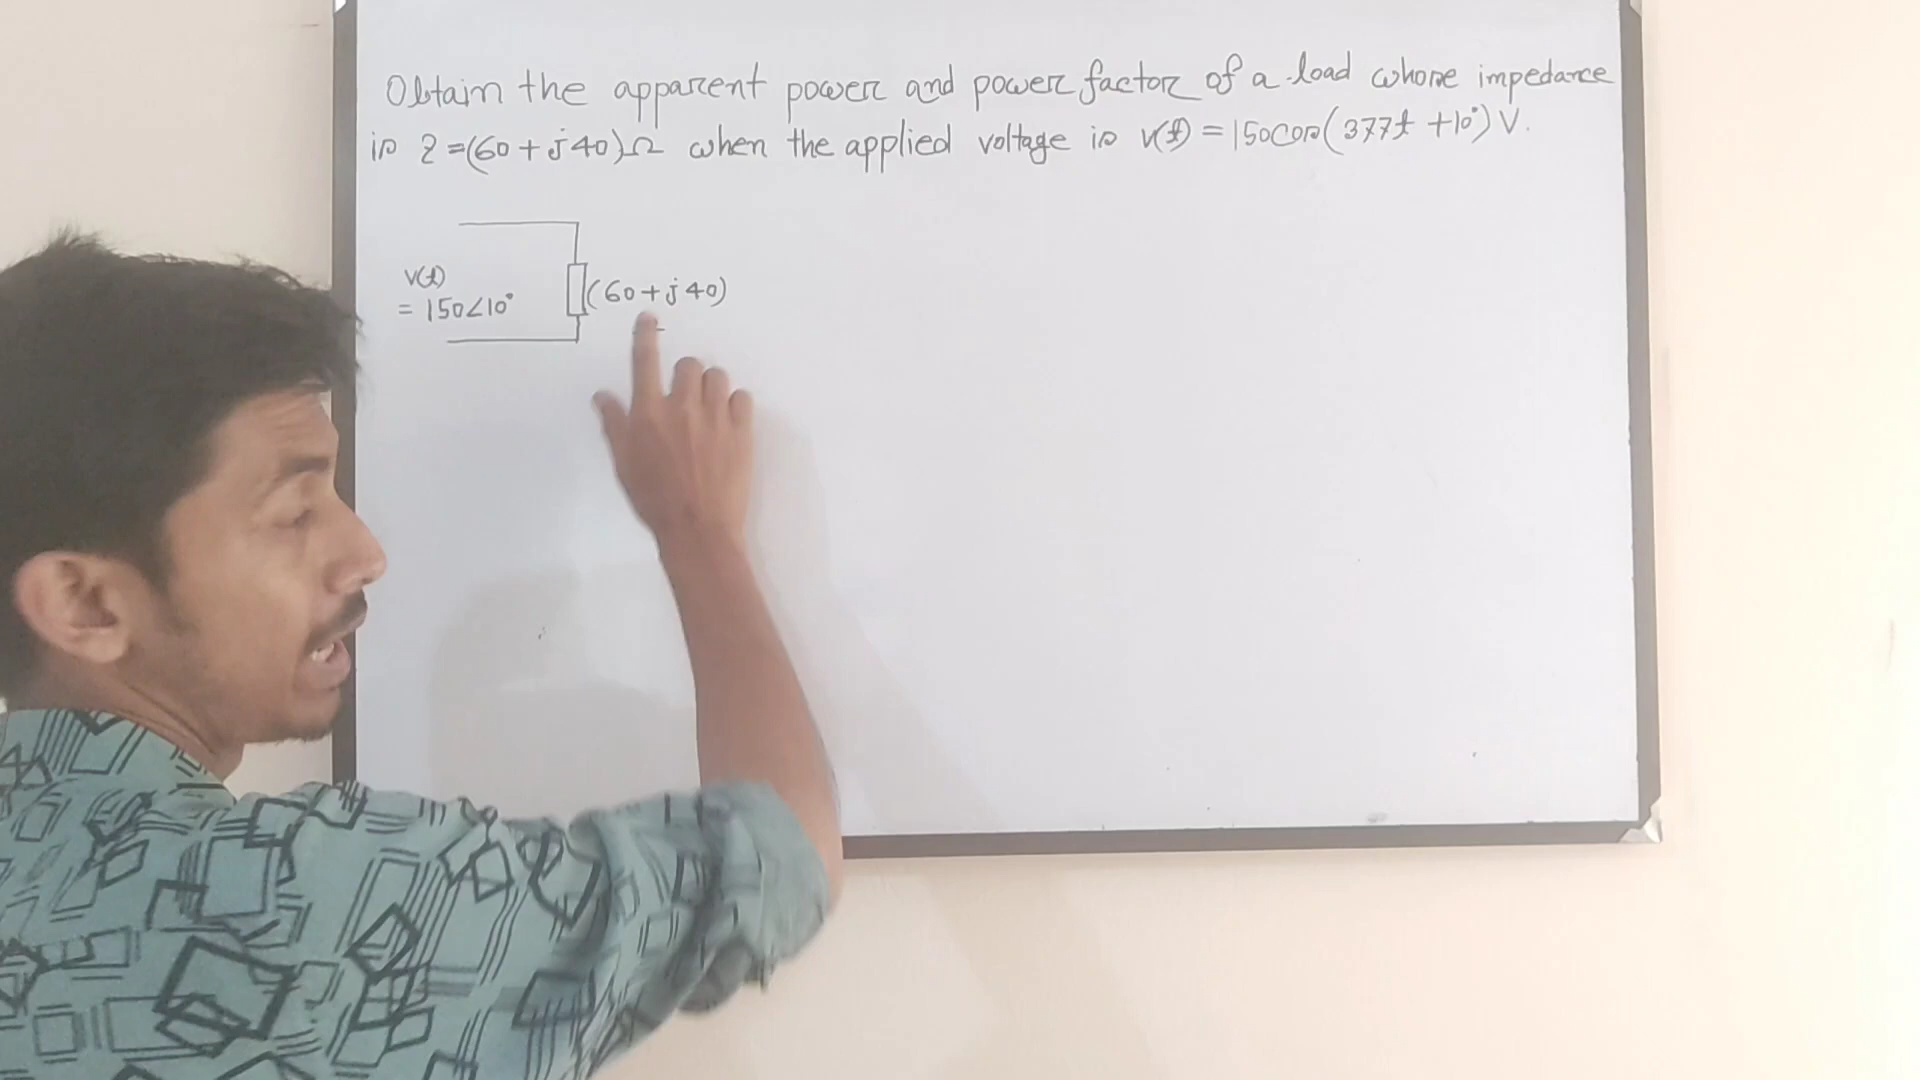 Obtain the apparent power and power factor of a load whose impedance
is Z = (60 + j40)Ω when the applied voltage is v(t) = 150cos(377t + 10°) V.
v(t)
= 150∠10°
(60+j40)